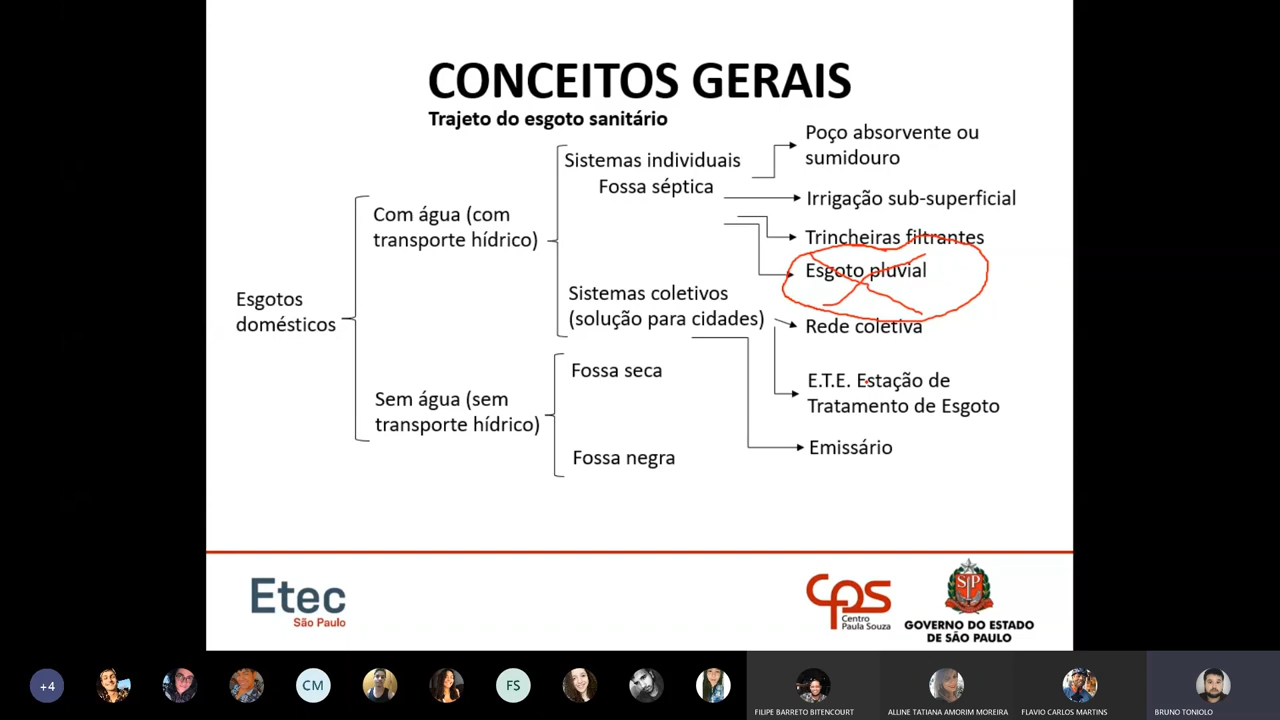 CONCEITOS GERAIS
Trajeto do esgoto sanitário
Esgotos
domésticos
Com água (com
transporte hídrico)
Sem água (sem
transporte hídrico)
Sistemas individuais
Fossa séptica
Sistemas coletivos
(solução para cidades)
Fossa seca
Fossa negra
Poço absorvente ou
sumidouro
Irrigação sub-superficial
Trincheiras filtrantes
Esgoto pluvial
Rede coletiva
E.T.E. Estação de
Tratamento de Esgoto
Emissário
Etec
São Paulo
cps
Centro
Paula Souza
SP
GOVERNO DO ESTADO
DE SÃO PAULO
+4
CM
FS
FILIPE BARRETO BITENCOURT
ALLINE TATIANA AMORIM MOREIRA
FLAVIO CARLOS MARTINS
BRUNO TONIOLO